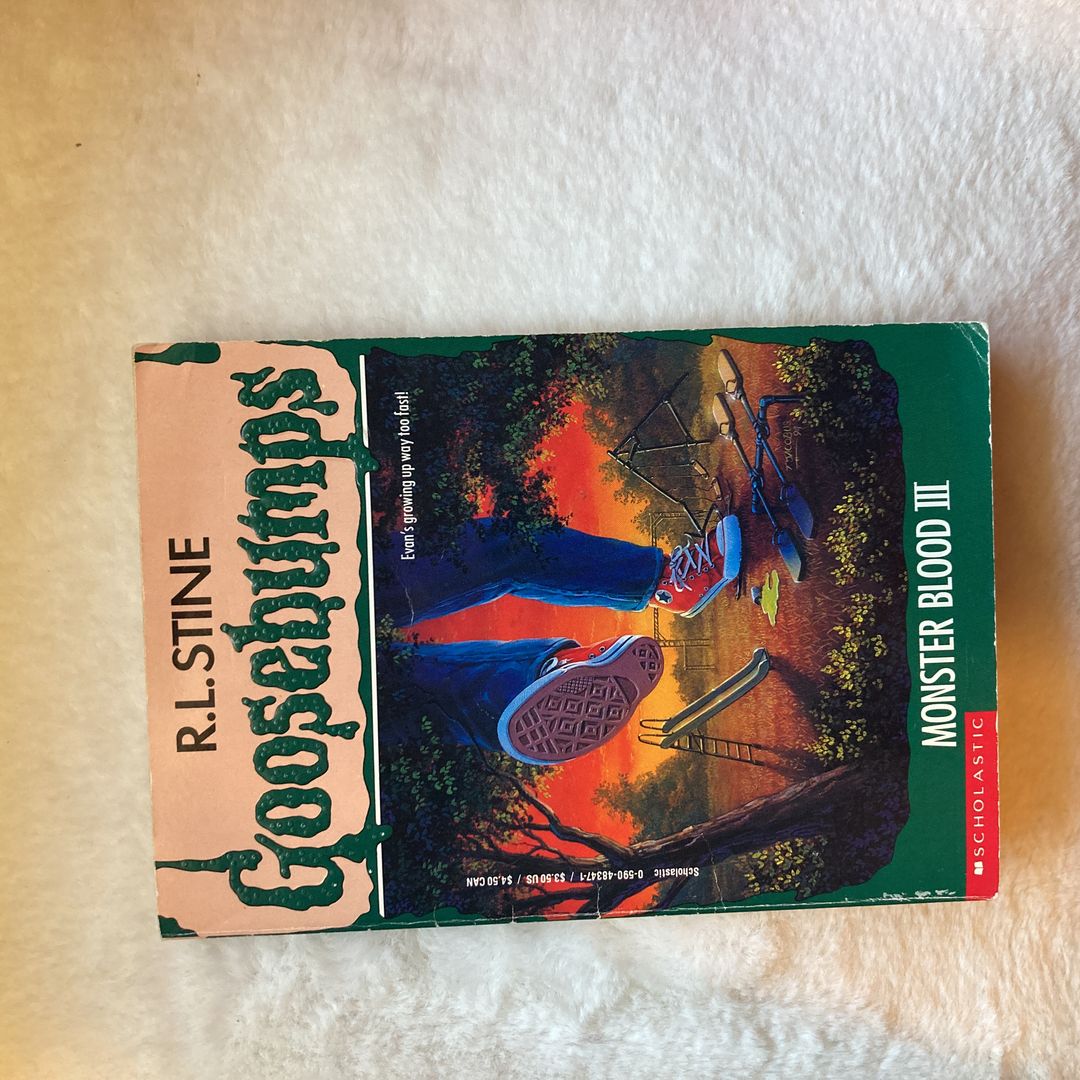 R.L.STINE
Goosebumps
Evan's growing up way too fast!
Scholastic 0-590-48347-1 / $3.50 US / $4.50 CAN
MONSTER BLOOD III
SCHOLASTIC